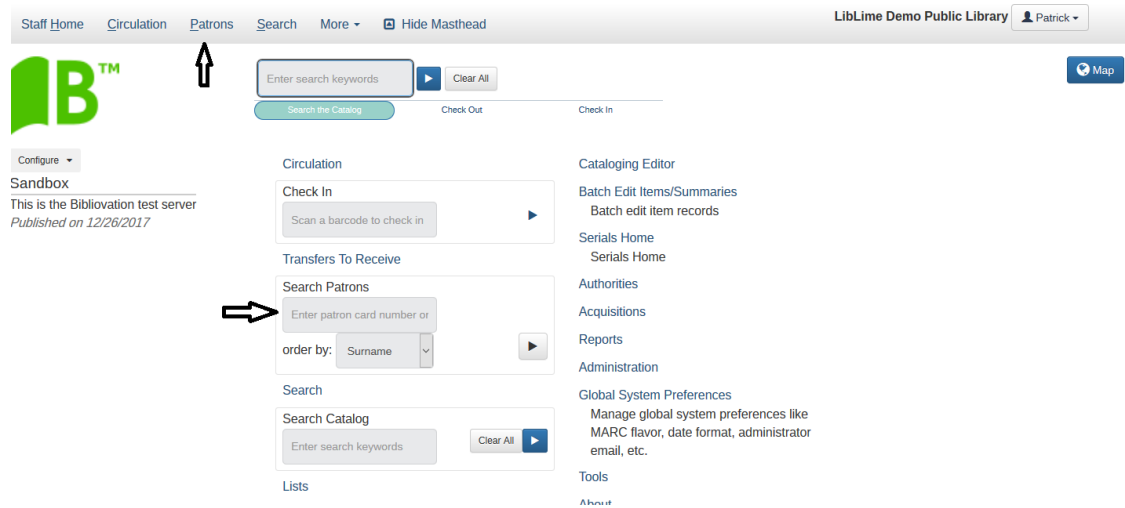 Staff Home Circulation Patrons Search More Hide Masthead LibLime Demo Public Library Patrick
B™
Enter search keywords Clear All Map
Search the Catalog Check Out Check In
Configure
Sandbox
This is the Bibliovation test server
Published on 12/26/2017
Circulation
Check In
Scan a barcode to check in
Transfers To Receive
Search Patrons
Enter patron card number or
order by: Surname
Search
Search Catalog
Enter search keywords Clear All
Lists
Cataloging Editor
Batch Edit Items/Summaries
Batch edit item records
Serials Home
Serials Home
Authorities
Acquisitions
Reports
Administration
Global System Preferences
Manage global system preferences like
MARC flavor, date format, administrator
email, etc.
Tools
About